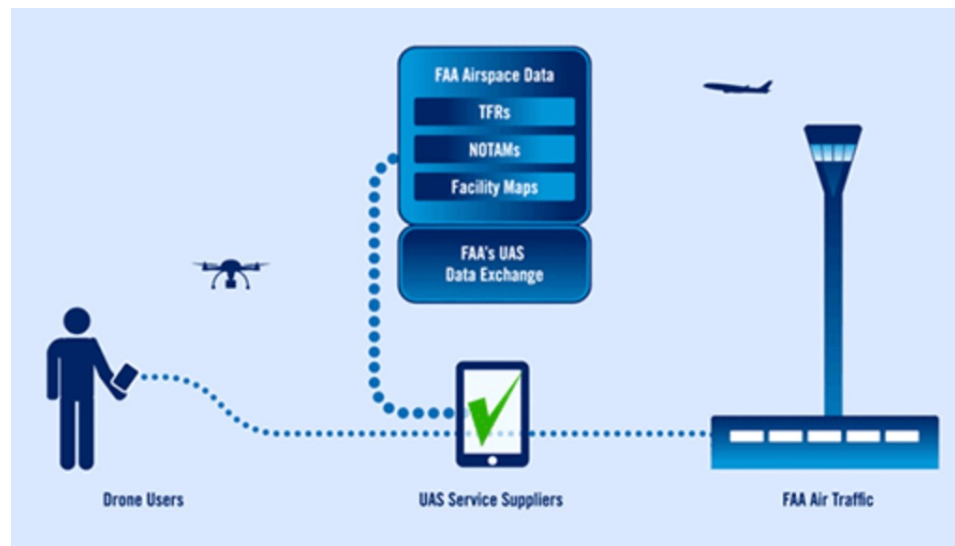 FAA Airspace Data
TFRs
NOTAMs
Facility Maps
FAA's UAS
Data Exchange
Drone Users
UAS Service Suppliers
FAA Air Traffic